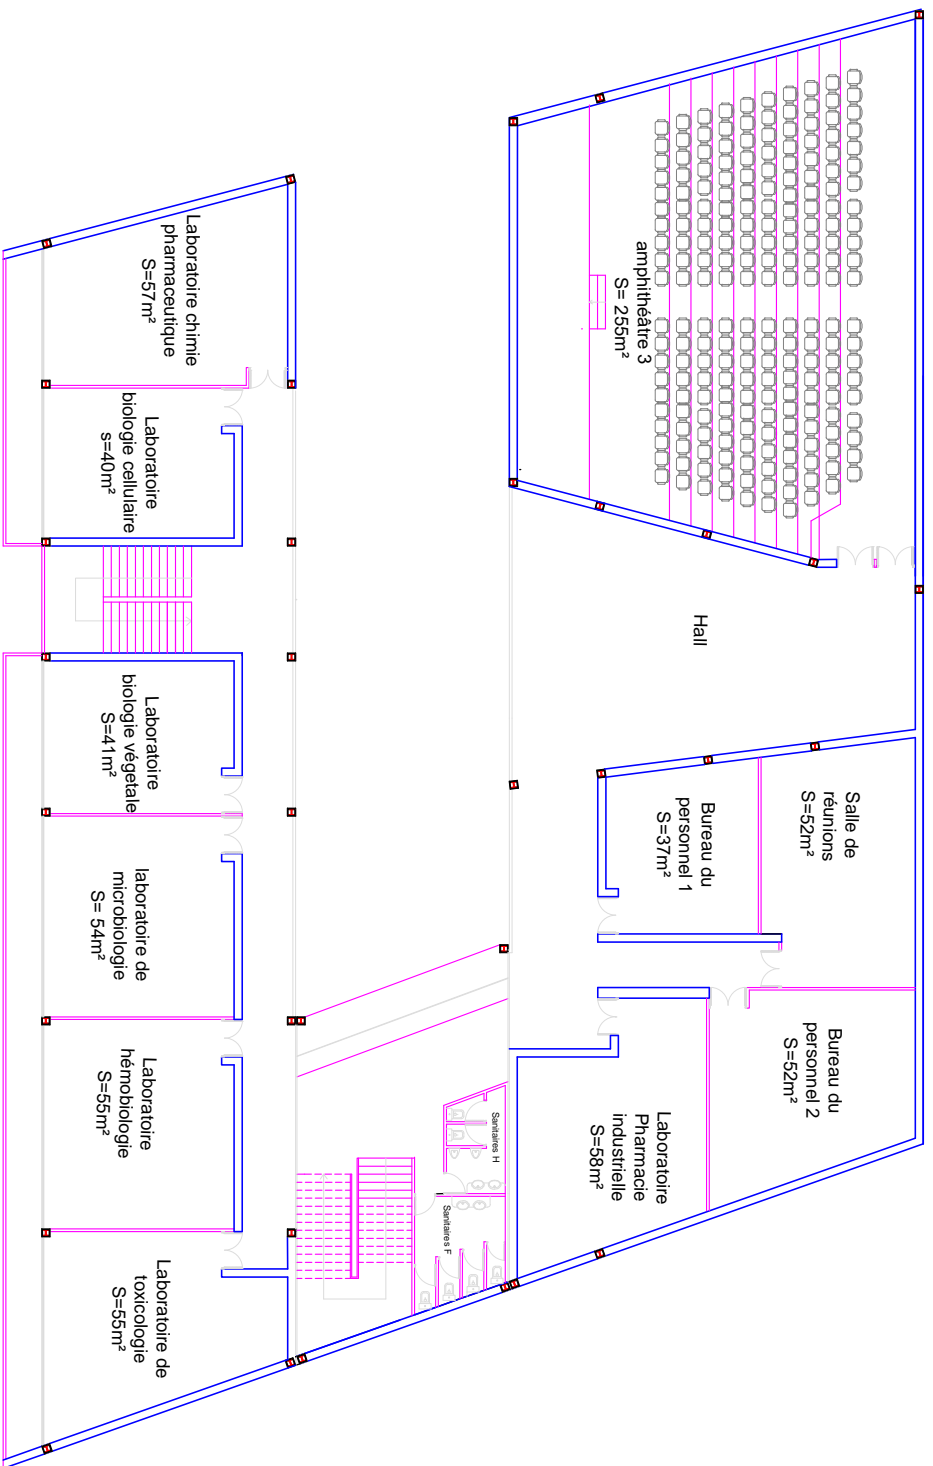 amphithéâtre 3
S= 255m²
Hall
Salle de
réunions
S=52m²
Bureau du
personnel 1
S=37m²
Bureau du
personnel 2
S=52m²
Laboratoire
Pharmacie
industrielle
S=58m²
Sanitaires H
Sanitaires F
Laboratoire chimie
pharmaceutique
S=57m²
Laboratoire
biologie cellulaire
s=40m²
Laboratoire
biologie végetale
S=41m²
laboratoire de
microbiologie
S= 54m²
Laboratoire
hémobiologie
S=55m²
Laboratoire de
toxicologie
S=55m²